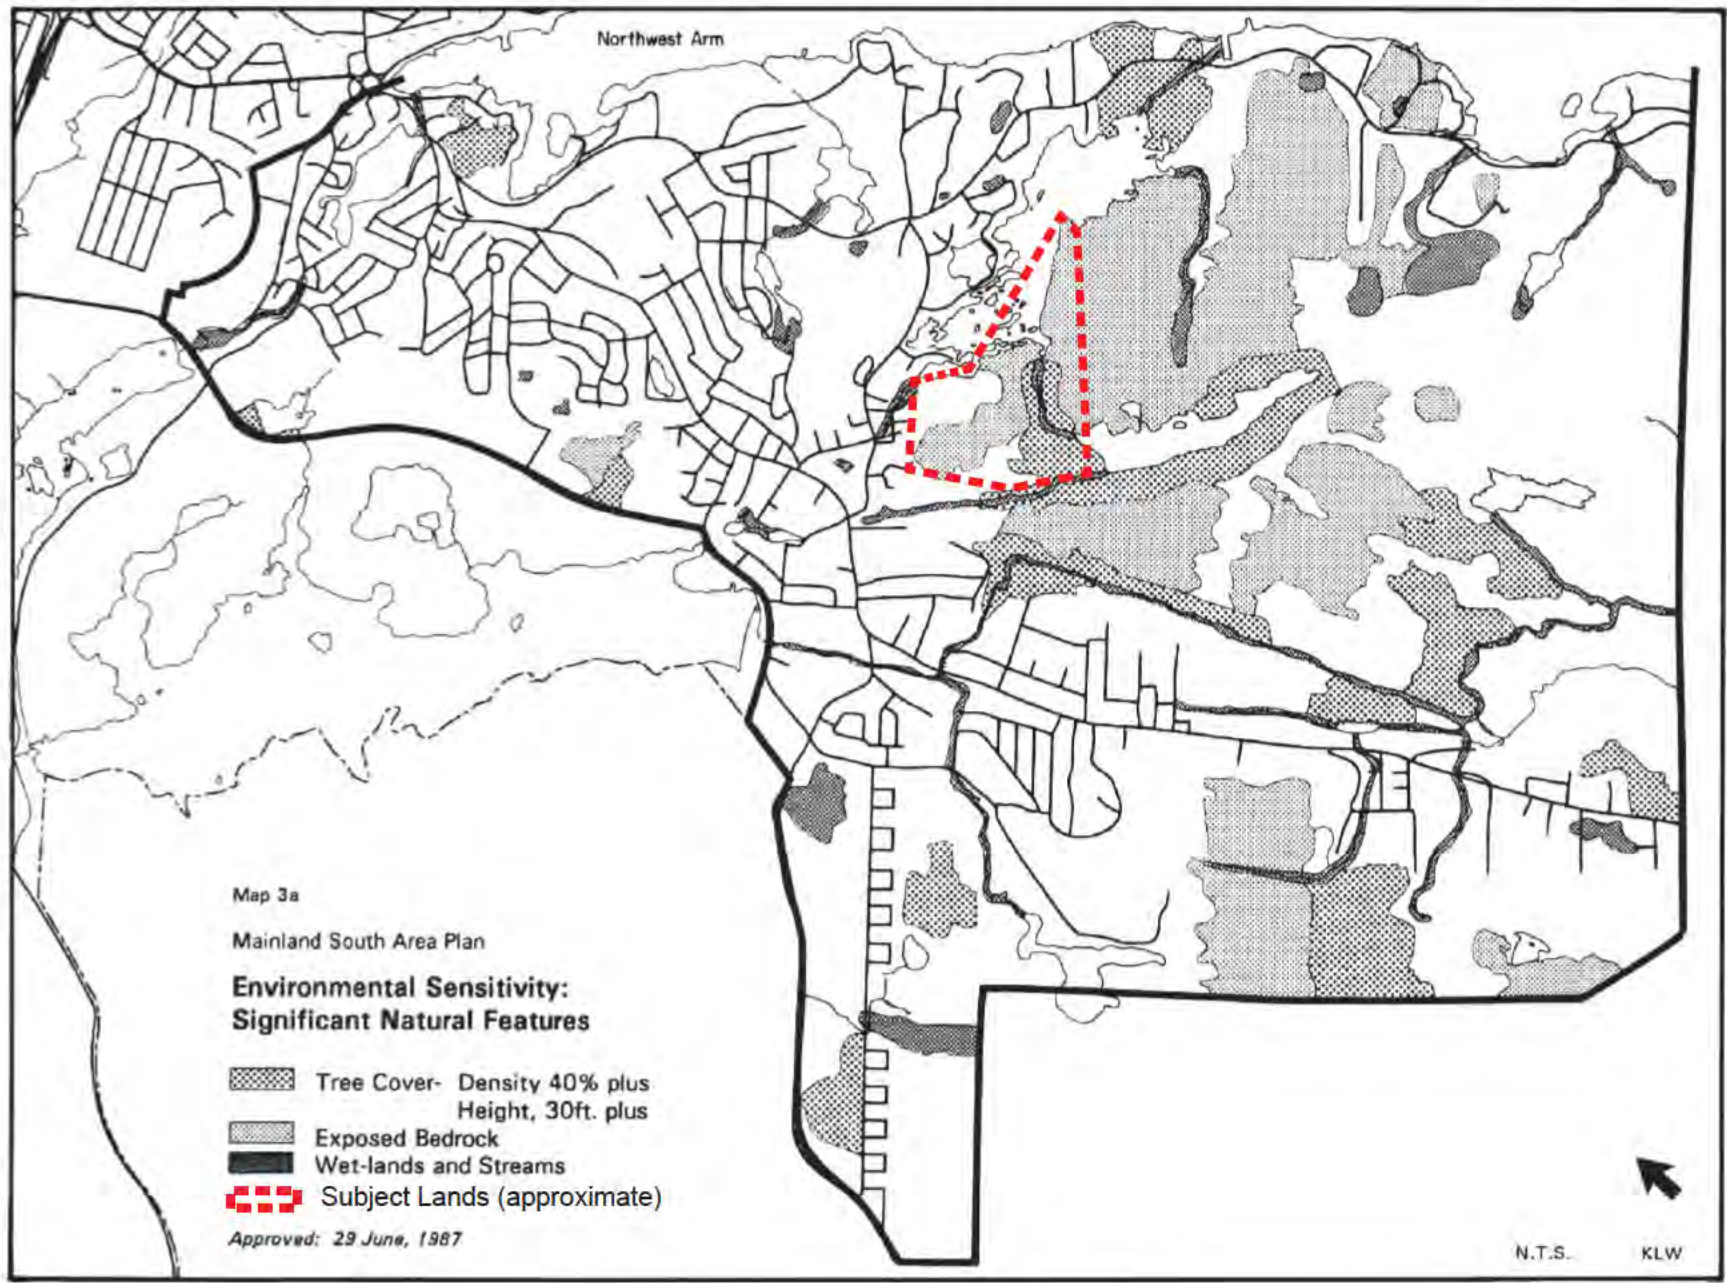 Northwest Arm
Map 3a
Mainland South Area Plan
Environmental Sensitivity:
Significant Natural Features
Tree Cover- Density 40% plus
Height, 30ft. plus
Exposed Bedrock
Wet-lands and Streams
Subject Lands (approximate)
Approved: 29 June, 1987
N.T.S. KLW